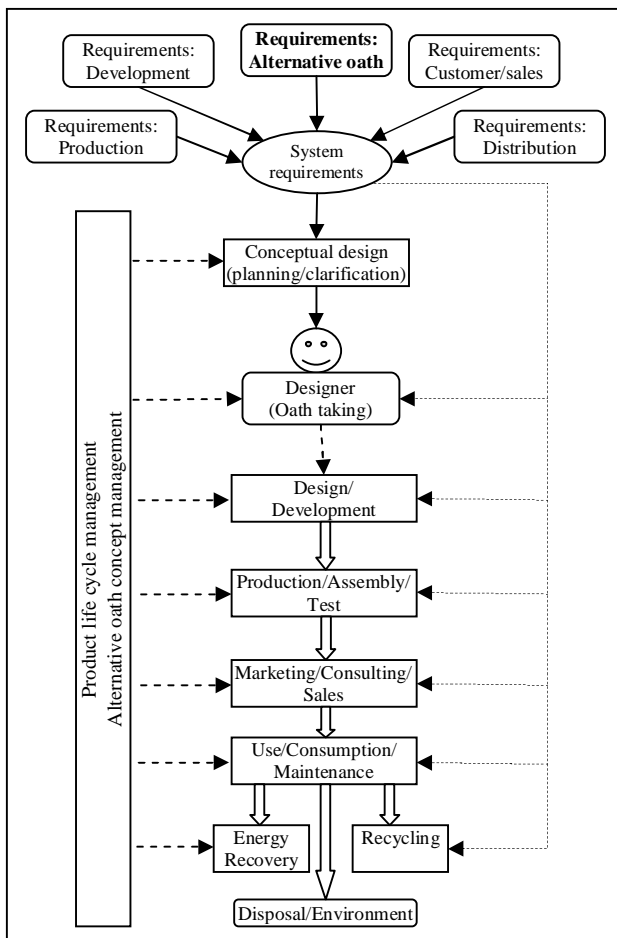 Requirements:
Alternative oath
Requirements:
Development
Requirements:
Customer/sales
Requirements:
Production
Requirements:
Distribution
System
requirements
Conceptual design
(planning/clarification)
Designer
(Oath taking)
Design/
Development
Production/Assembly/
Test
Marketing/Consulting/
Sales
Use/Consumption/
Maintenance
Energy
Recovery
Recycling
Disposal/Environment
Product life cycle management
Alternative oath concept management